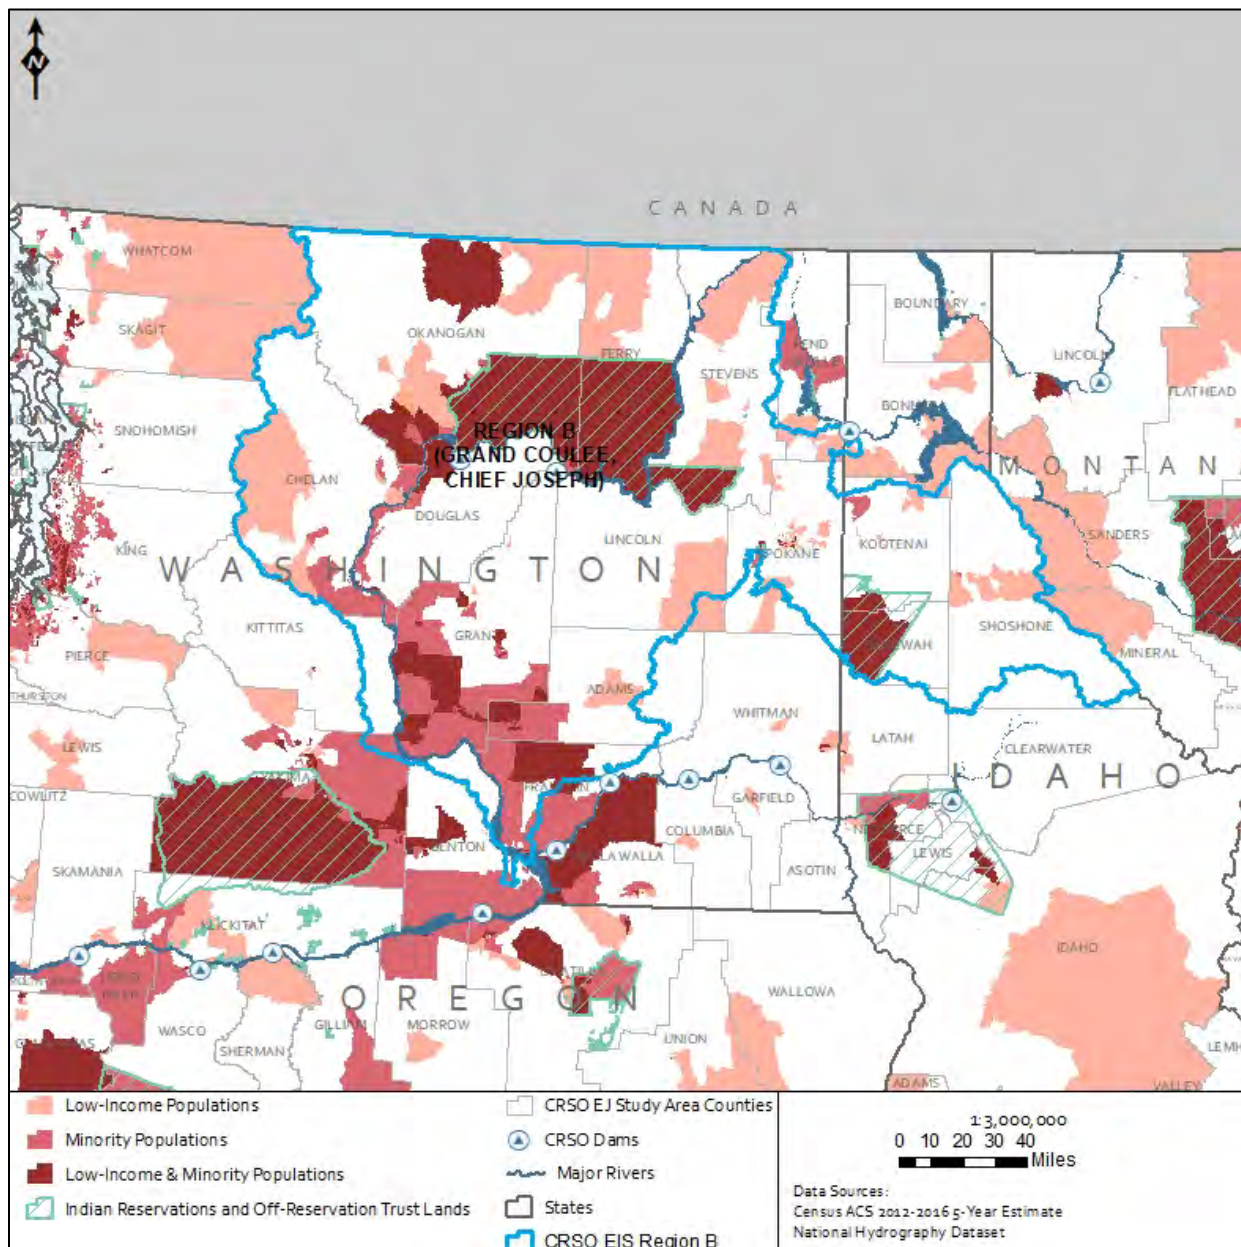 N
CANADA
WHATCOM
BOUNDARY
SKAGIT
OKANOGAN
FERRY
LINCOLN
STEVENS
FLATHEAD
SNOHOMISH
REGION B
(GRAND COULEE,
CHIEF JOSEPH)
MONTANA
CHELAN
DOUGLAS
LINCOLN
SANDERS
KING
SPOKANE
KOOTENAI
WASHINGTON
KITTITAS
GRANT
SHOSHONE
PIERCE
MINERAL
THURSTON
ADAMS
WHITMAN
LEWIS
LATAH
CLEARWATER
IDAHO
COWLITZ
FRANKLIN
GARFIELD
COLUMBIA
BENTON
WALLA WALLA
LEWIS
SKAMANIA
ASOTIN
KLICKITAT
IDAHO
WALLOWA
OREGON
WASCO
GILLIAN
MORROW
UNION
SHERMAN
ADAMS
VALLEY
Low-Income Populations
Minority Populations
Low-Income & Minority Populations
Indian Reservations and Off-Reservation Trust Lands
CRSO EJ Study Area Counties
CRSO Dams
Major Rivers
States
CRSO EIS Region B
1:3,000,000
0 10 20 30 40
Miles
Data Sources:
Census ACS 2012-2016 5-Year Estimate
National Hydrography Dataset